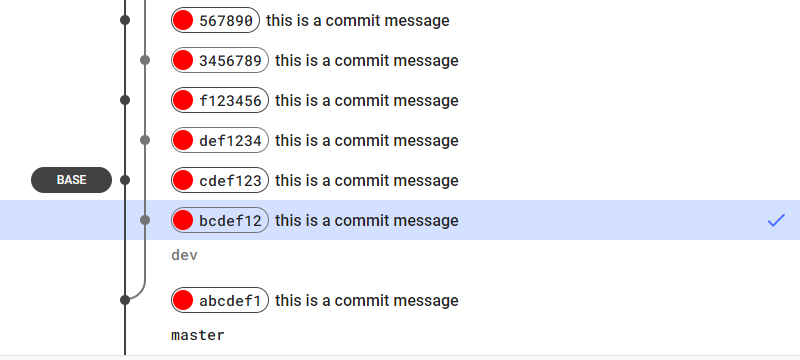 567890 this is a commit message
3456789 this is a commit message
f123456 this is a commit message
def1234 this is a commit message
BASE cdef123 this is a commit message
bcdef12 this is a commit message
dev
abcdef1 this is a commit message
master